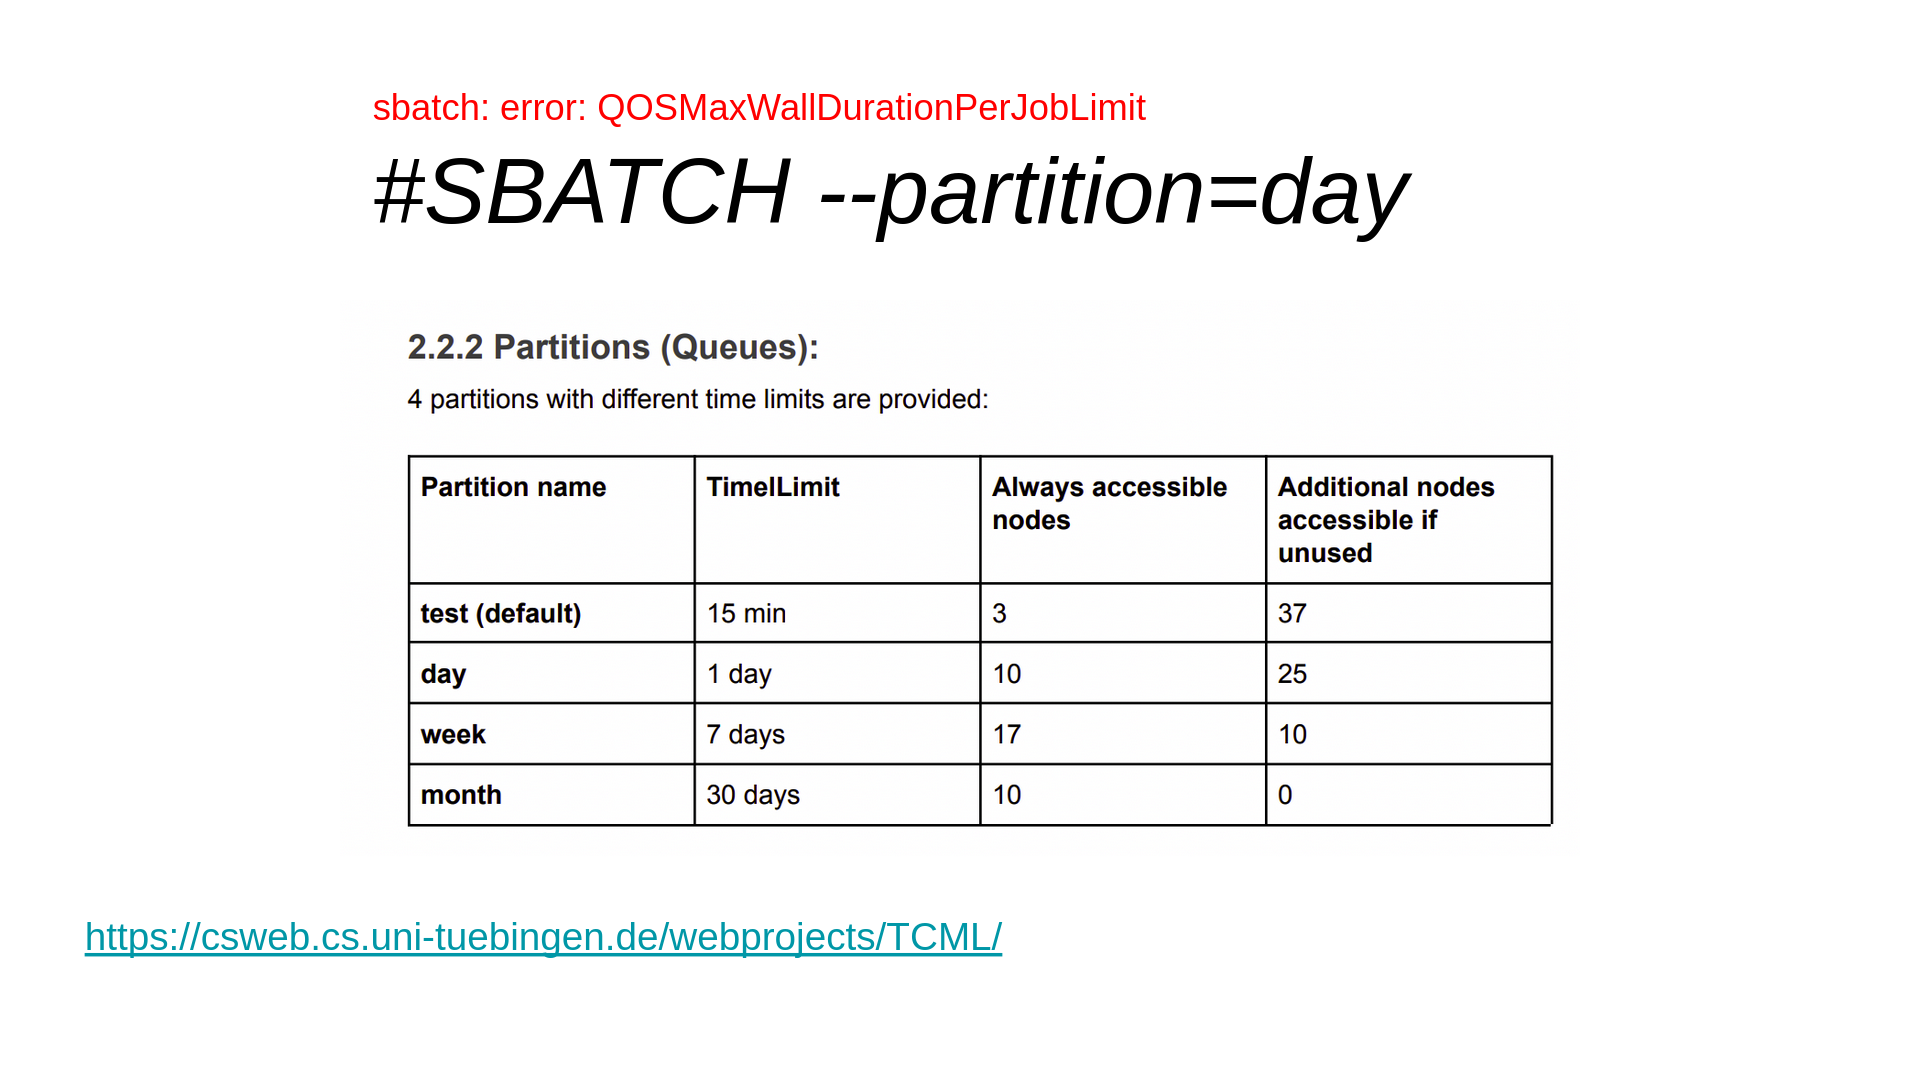 sbatch: error: QOSMaxWallDurationPerJobLimit
#SBATCH --partition=day
2.2.2 Partitions (Queues):
4 partitions with different time limits are provided:
Partition name TimelLimit Always accessible nodes Additional nodes accessible if unused
test (default) 15 min 3 37
day 1 day 10 25
week 7 days 17 10
month 30 days 10 0
https://csweb.cs.uni-tuebingen.de/webprojects/TCML/